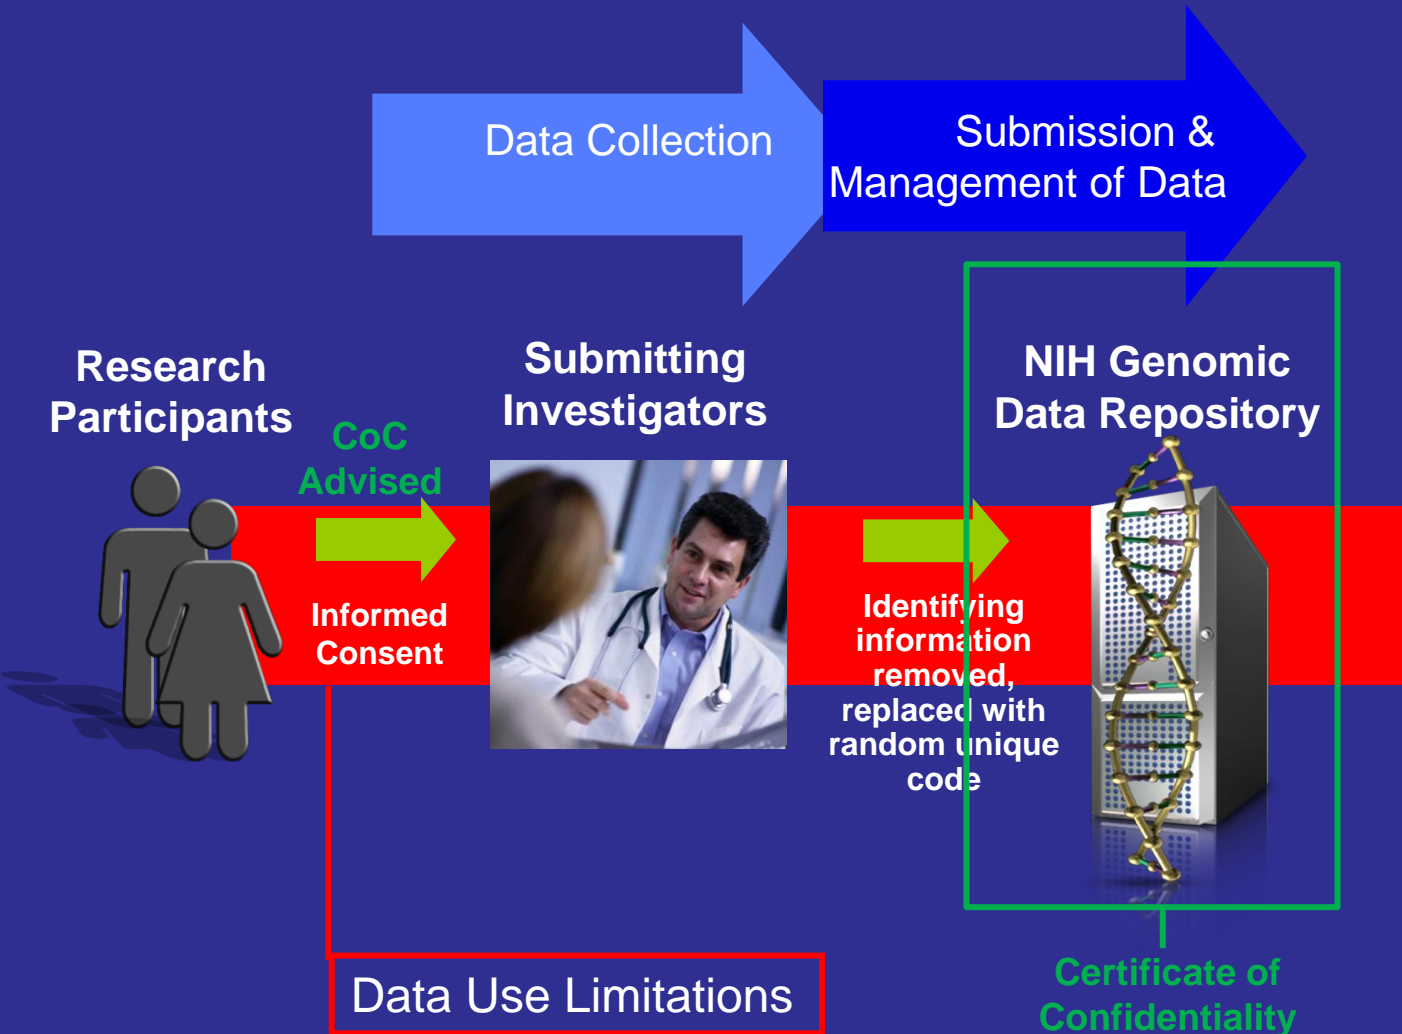 Data Collection
Submission &
Management of Data
Research
Participants
CoC
Advised
Informed
Consent
Submitting
Investigators
Identifying
information
removed,
replaced with
random unique
code
NIH Genomic
Data Repository
Data Use Limitations
Certificate of
Confidentiality